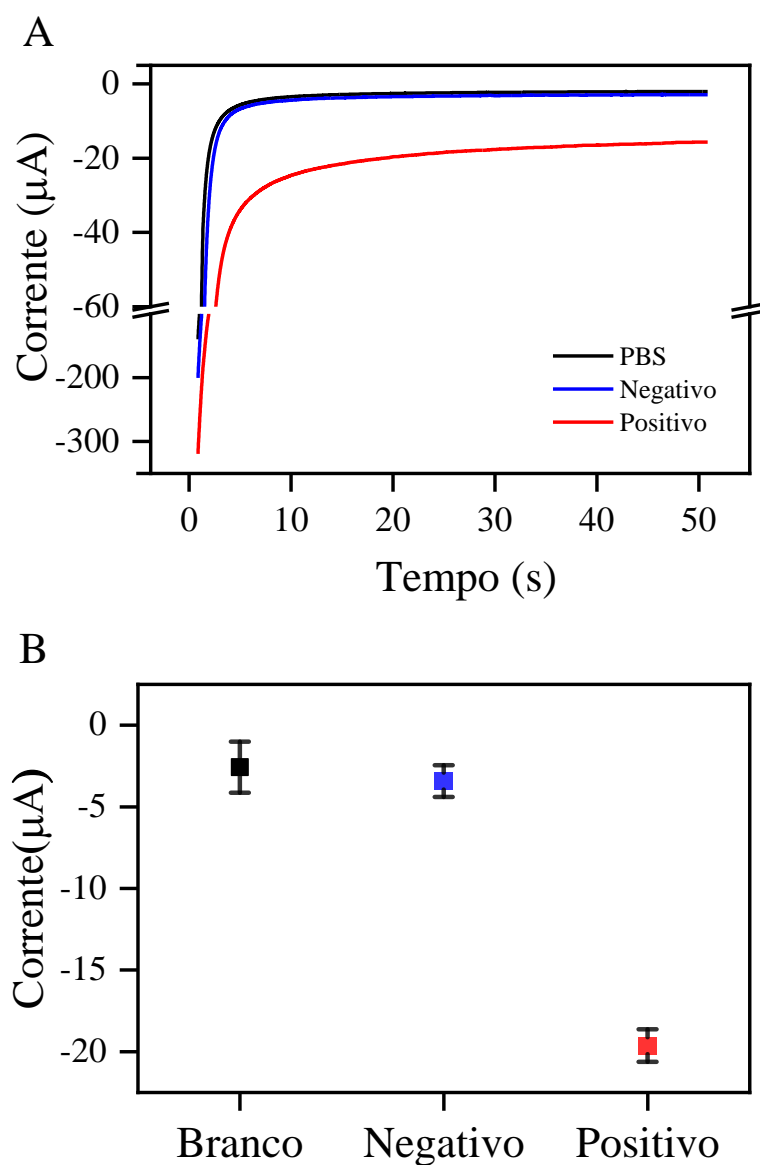 A
0
-20
-40
-60
-200
-300
Corrente (µA)
PBS
Negativo
Positivo
0 10 20 30 40 50
Tempo (s)
B
0
-5
-10
-15
-20
Corrente(µA)
Branco Negativo Positivo